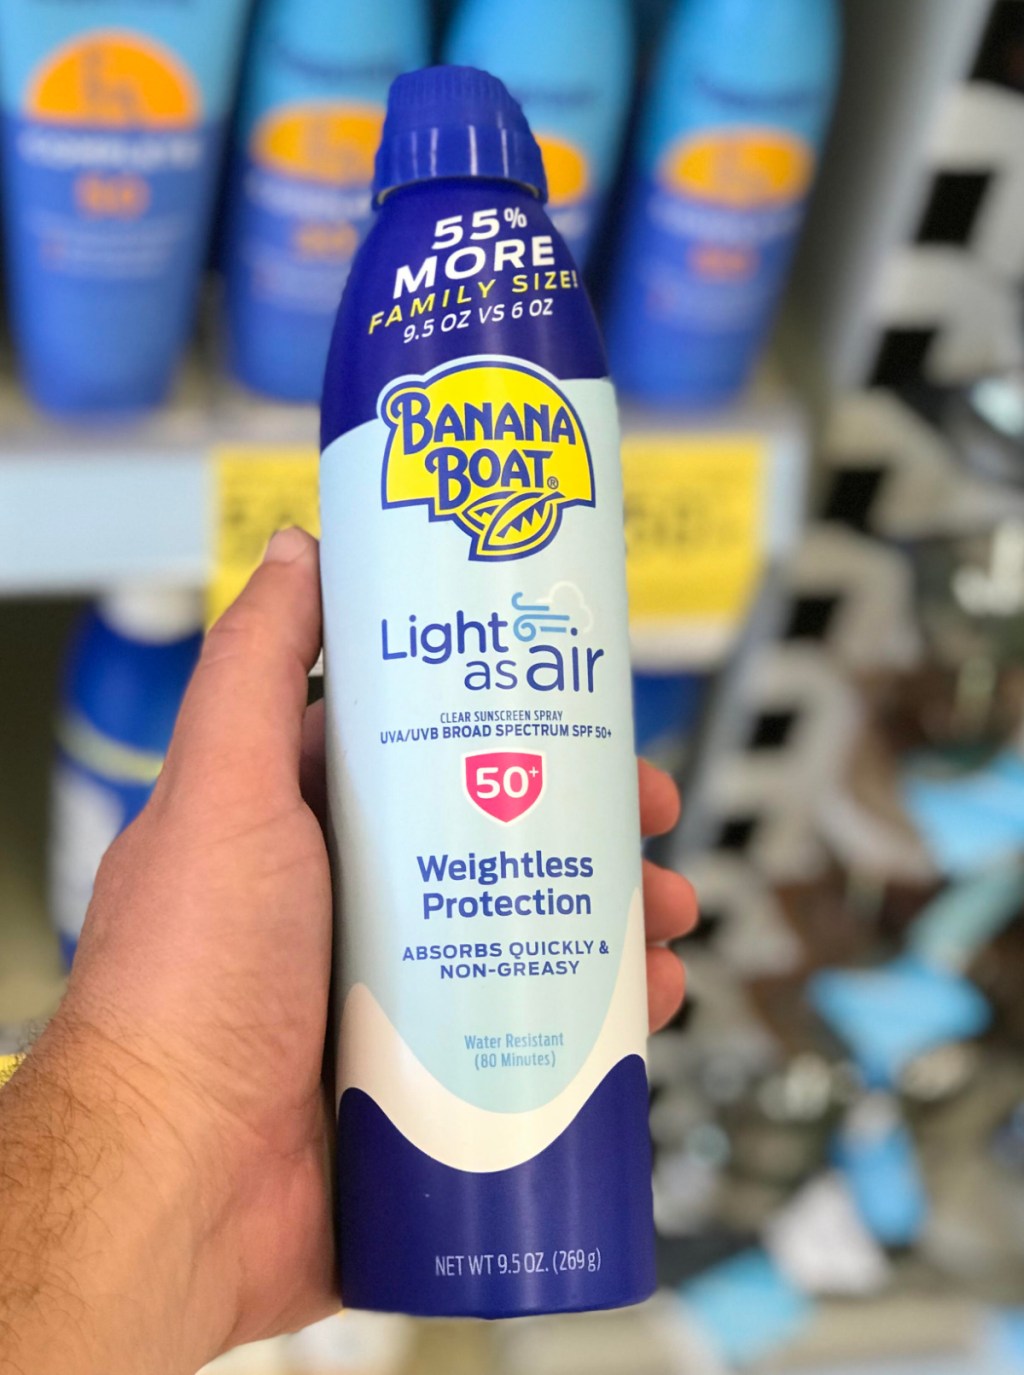 55%
MORE
FAMILY SIZE!
9.5 OZ VS 6 OZ
BANANA
BOAT®
Light
as air
CLEAR SUNSCREEN SPRAY
UVA/UVB BROAD SPECTRUM SPF 50+
50+
Weightless
Protection
ABSORBS QUICKLY &
NON-GREASY
Water Resistant
(80 Minutes)
NET WT 9.5 OZ. (269 g)